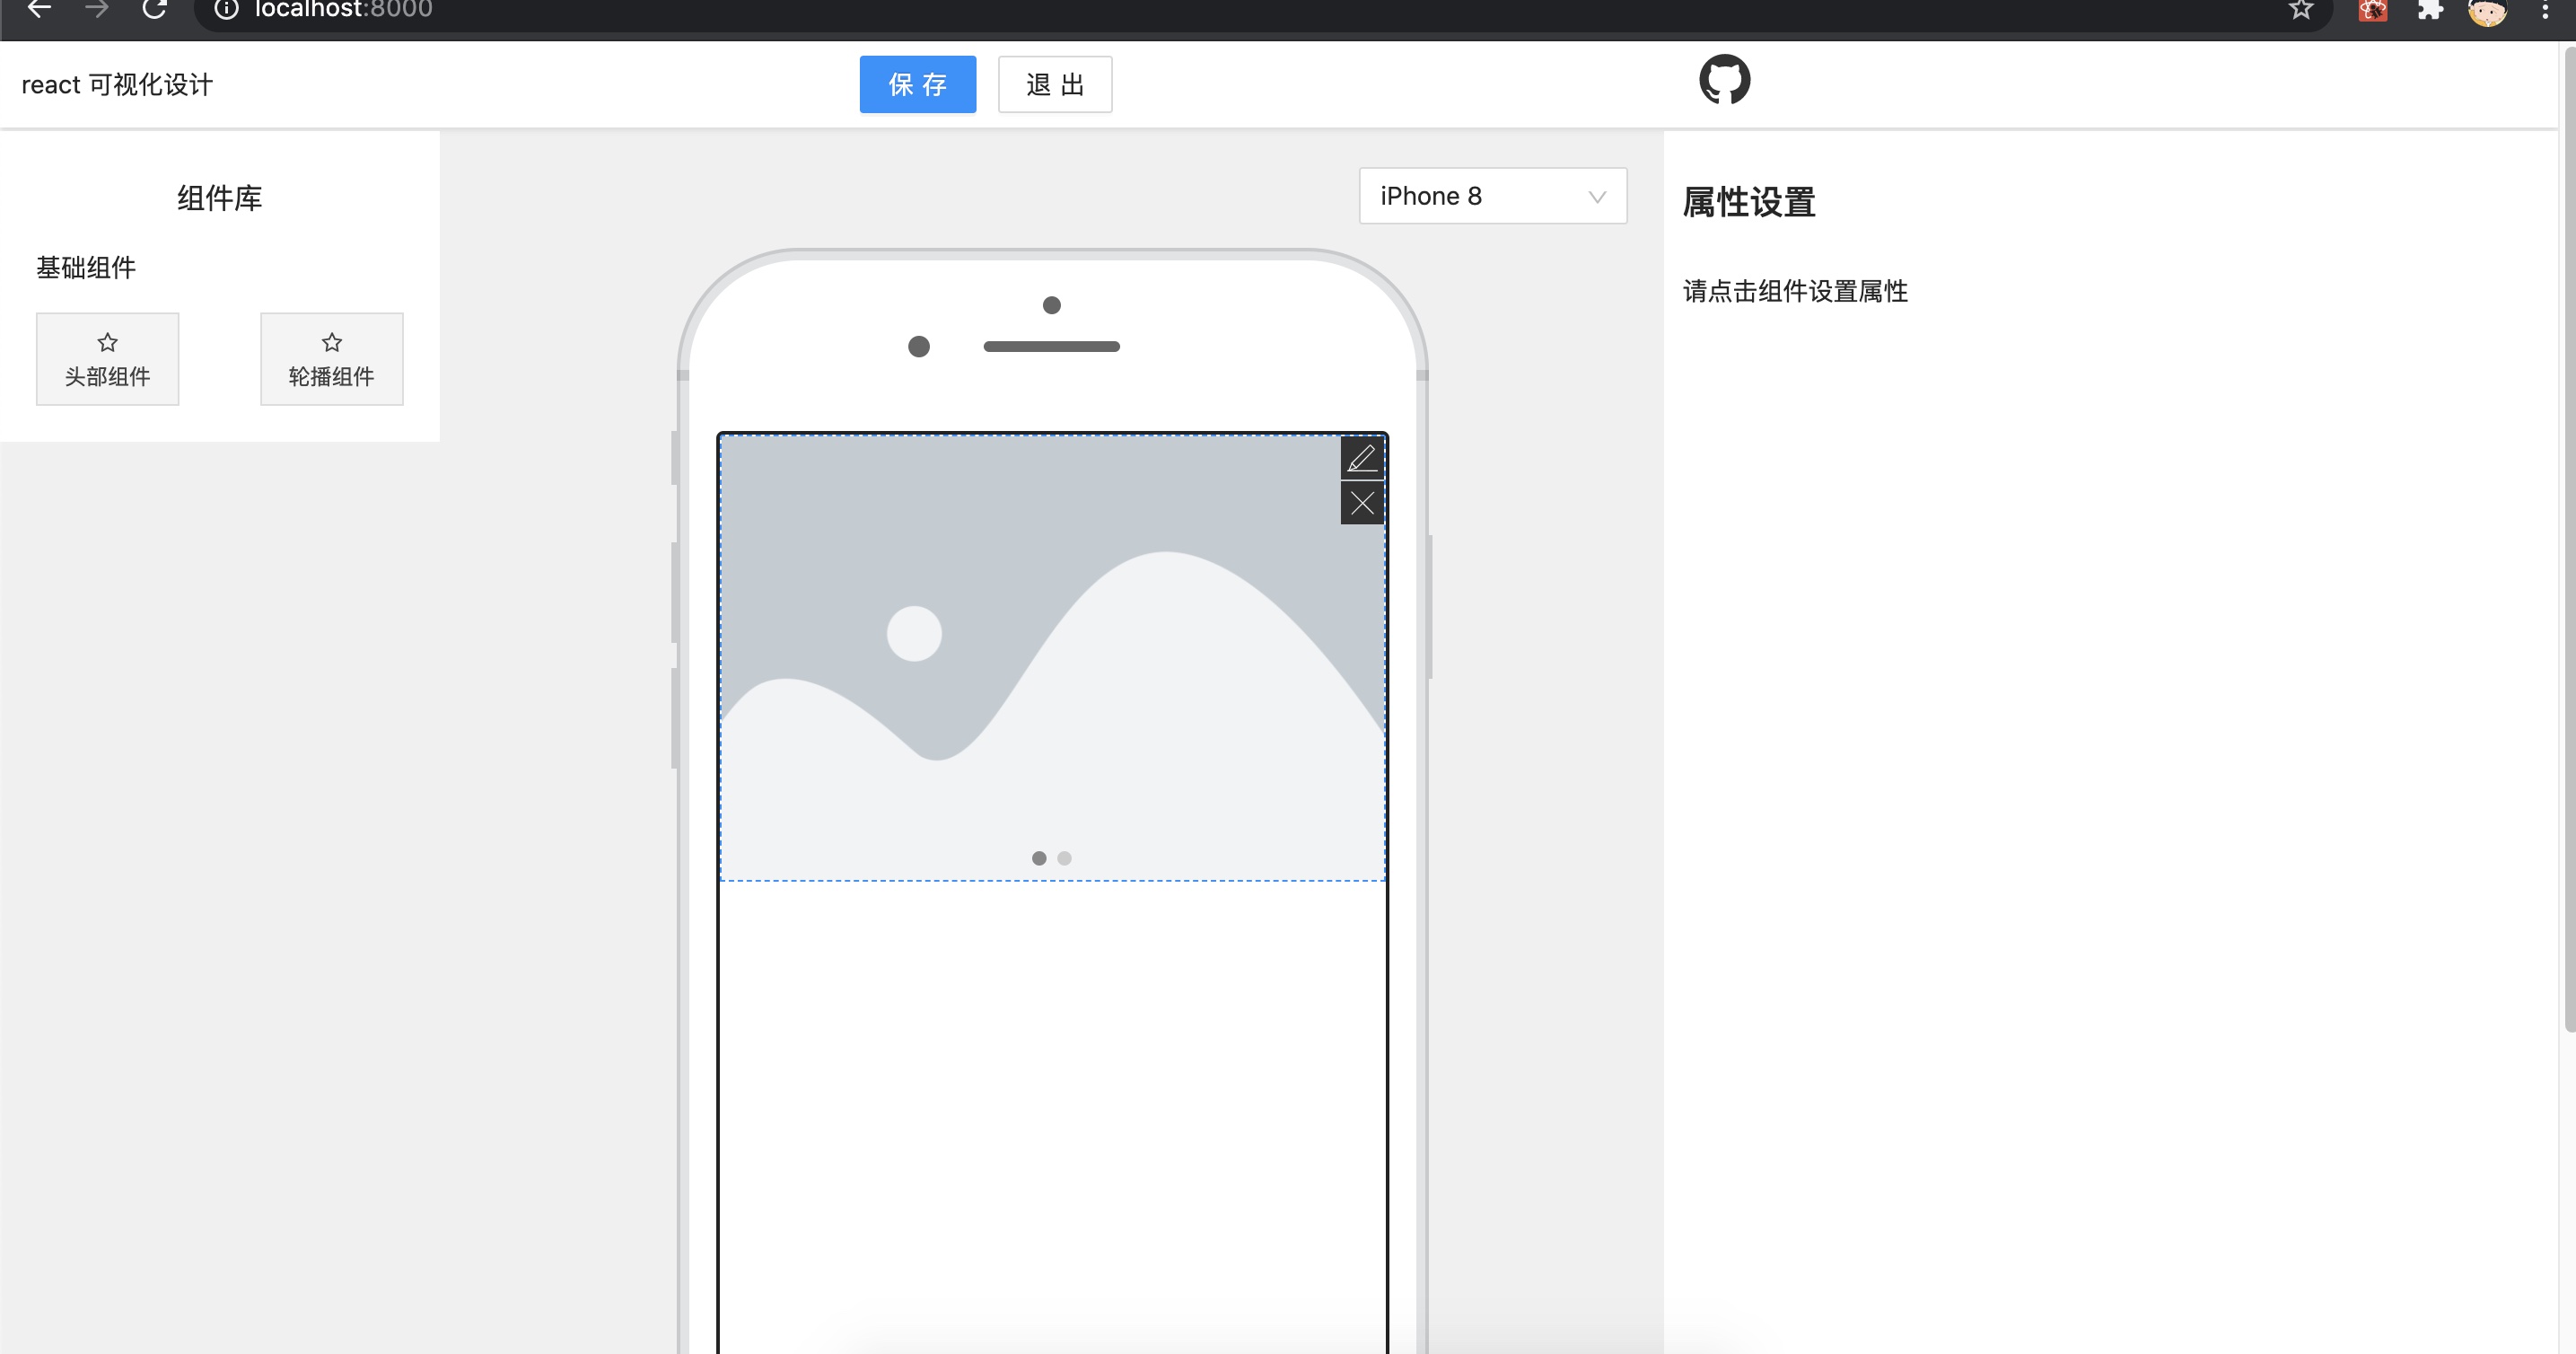 localhost:8000
react 可视化设计
保 存
退 出
组件库
基础组件
头部组件
轮播组件
iPhone 8
属性设置
请点击组件设置属性